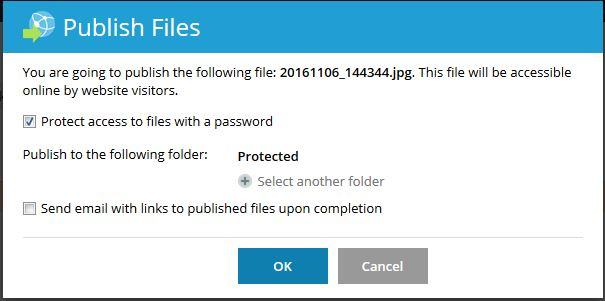 Publish Files
You are going to publish the following file: 20161106_144344.jpg. This file will be accessible
online by website visitors.
Protect access to files with a password
Publish to the following folder: Protected
Select another folder
Send email with links to published files upon completion
OK Cancel